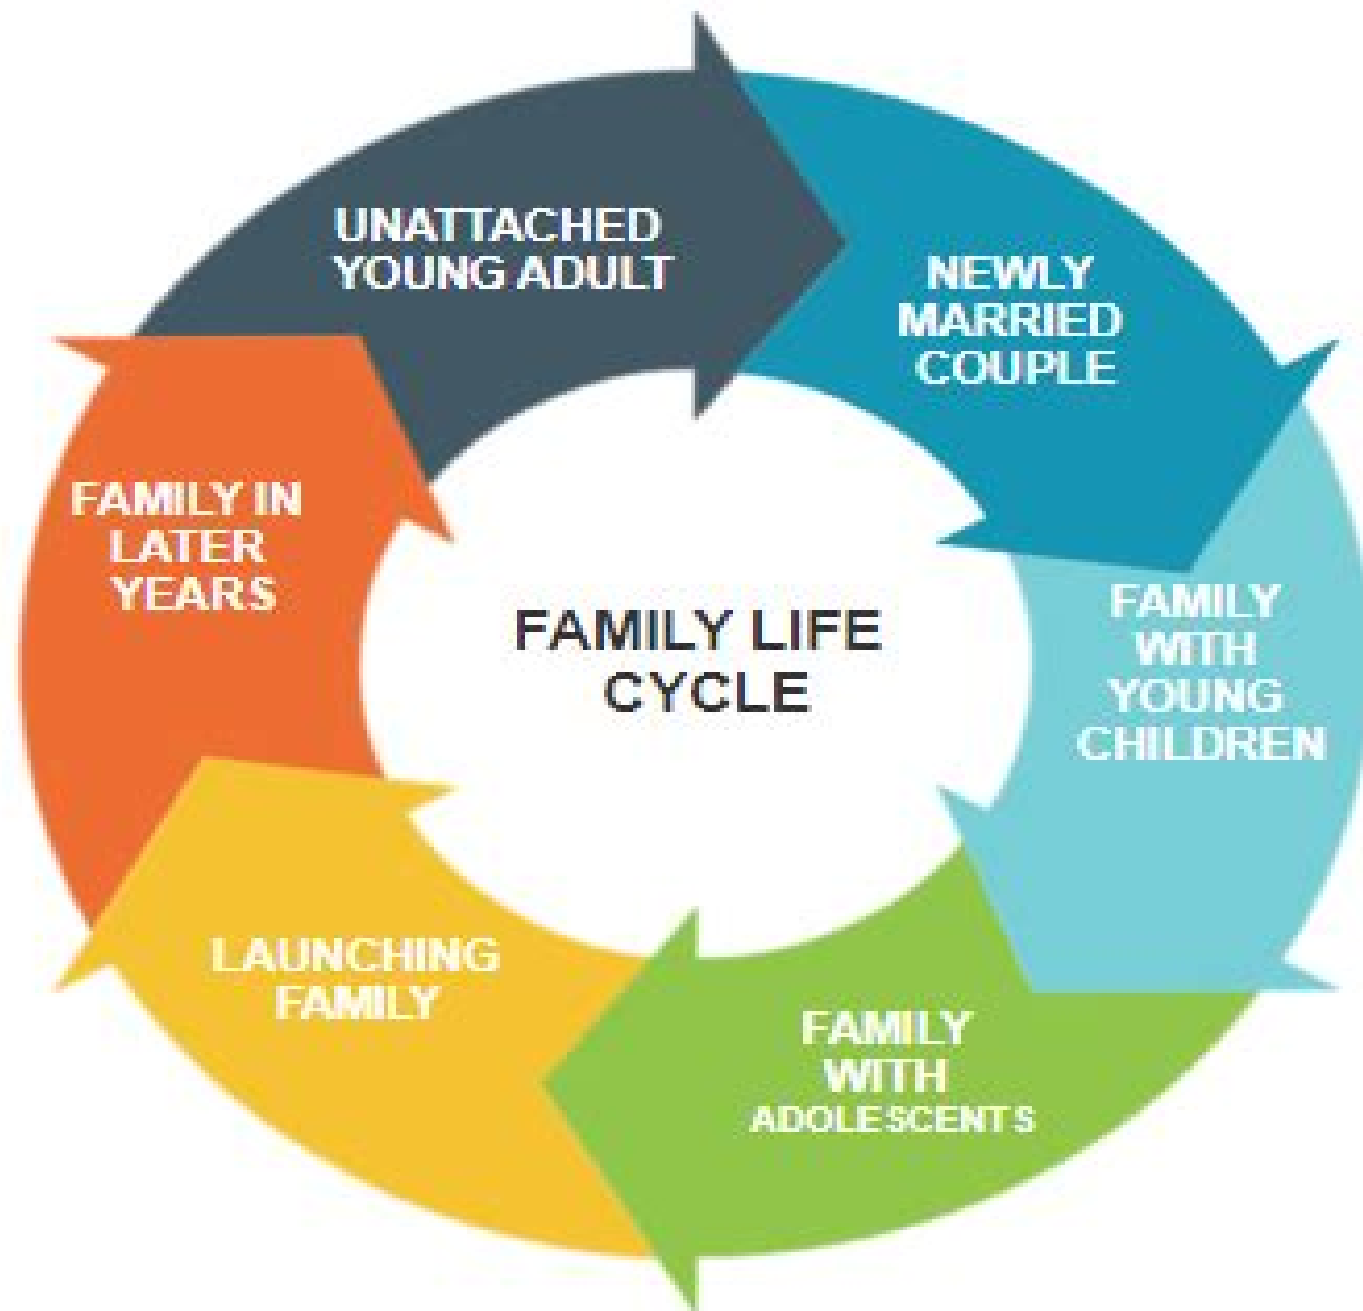 UNATTACHED
YOUNG ADULT
NEWLY
MARRIED
COUPLE
FAMILY
WITH
YOUNG
CHILDREN
FAMILY
WITH
ADOLESCENTS
LAUNCHING
FAMILY
FAMILY IN
LATER
YEARS
FAMILY LIFE
CYCLE